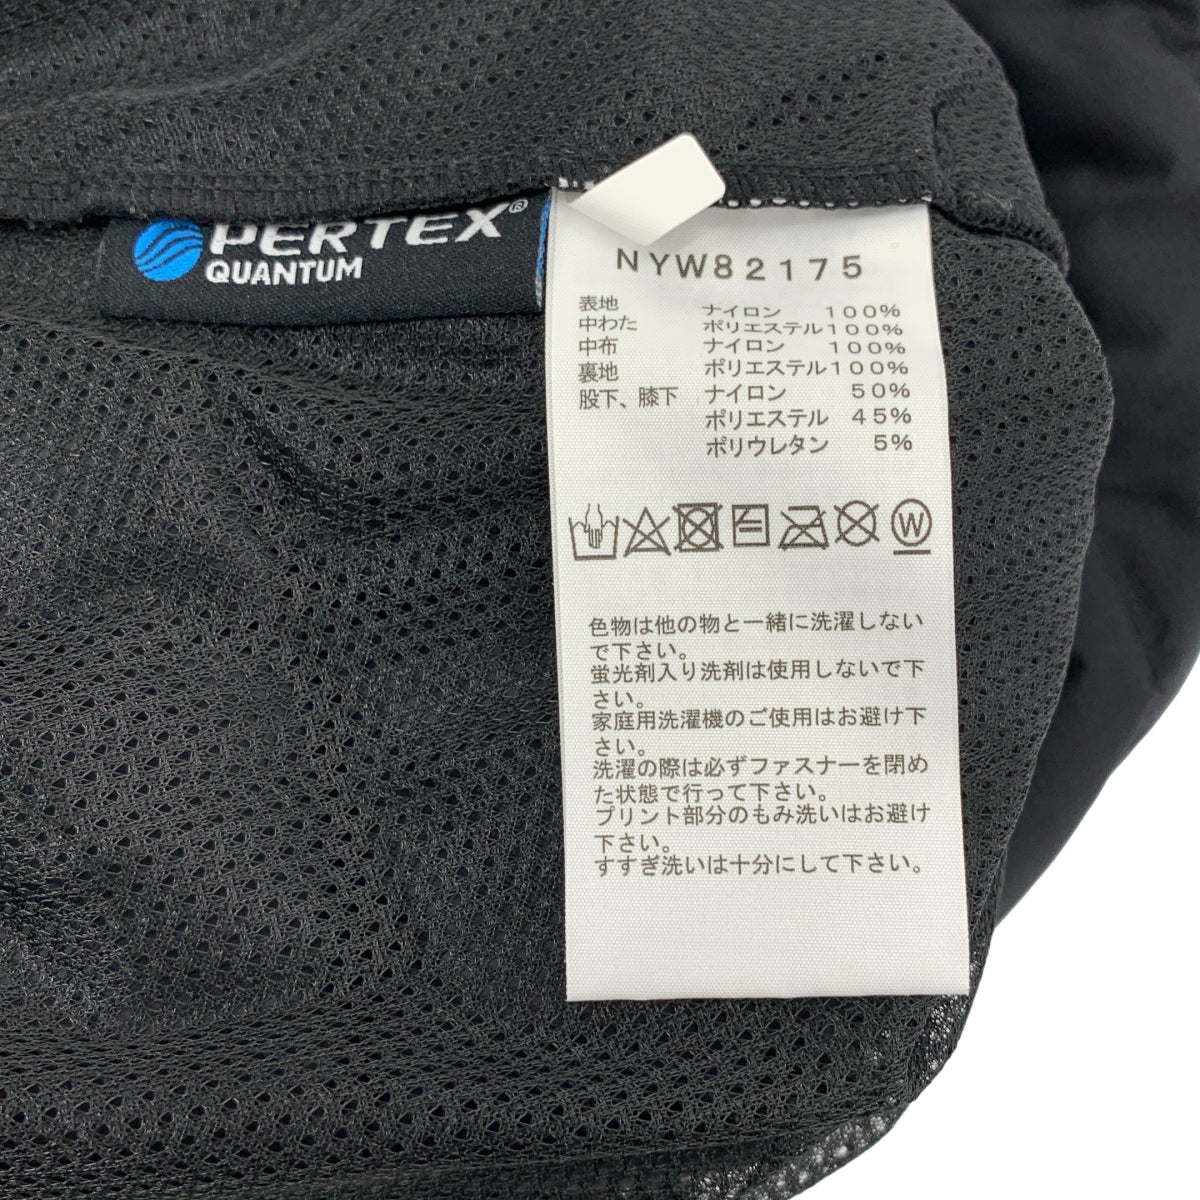 PERTEX®
QUANTUM
NYW82175
表地 ナイロン 100%
中わた ポリエステル 100%
中布 ナイロン 100%
裏地 ポリエステル 100%
股下、膝下 ナイロン 50%
ポリエステル 45%
ポリウレタン 5%
W
色物は他の物と一緒に洗濯しない
で下さい。
蛍光剤入り洗剤は使用しないで下
さい。
家庭用洗濯機のご使用はお避け下
さい。
洗濯の際は必ずファスナーを閉め
た状態で行って下さい。
プリント部分のもみ洗いはお避け
下さい。
すすぎ洗いは十分にして下さい。